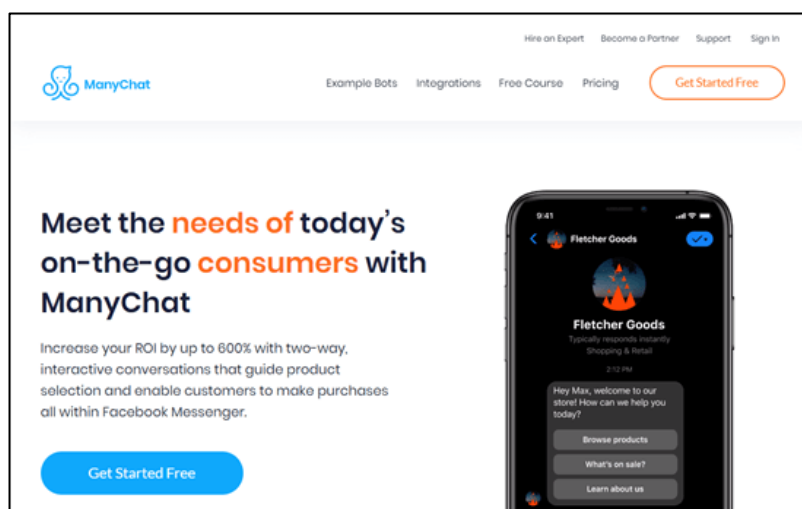 Hire an Expert Become a Partner Support Sign In
ManyChat
Example Bots Integrations Free Course Pricing Get Started Free
Meet the needs of today's
on-the-go consumers with
ManyChat
Increase your ROI by up to 600% with two-way,
interactive conversations that guide product
selection and enable customers to make purchases
all within Facebook Messenger.
Get Started Free
9:41
Fletcher Goods
Fletcher Goods
Typically responds instantly
Shopping & Retail
2:12 PM
Hey Max, welcome to our
store! How can we help you
today?
Browse products
What's on sale?
Learn about us